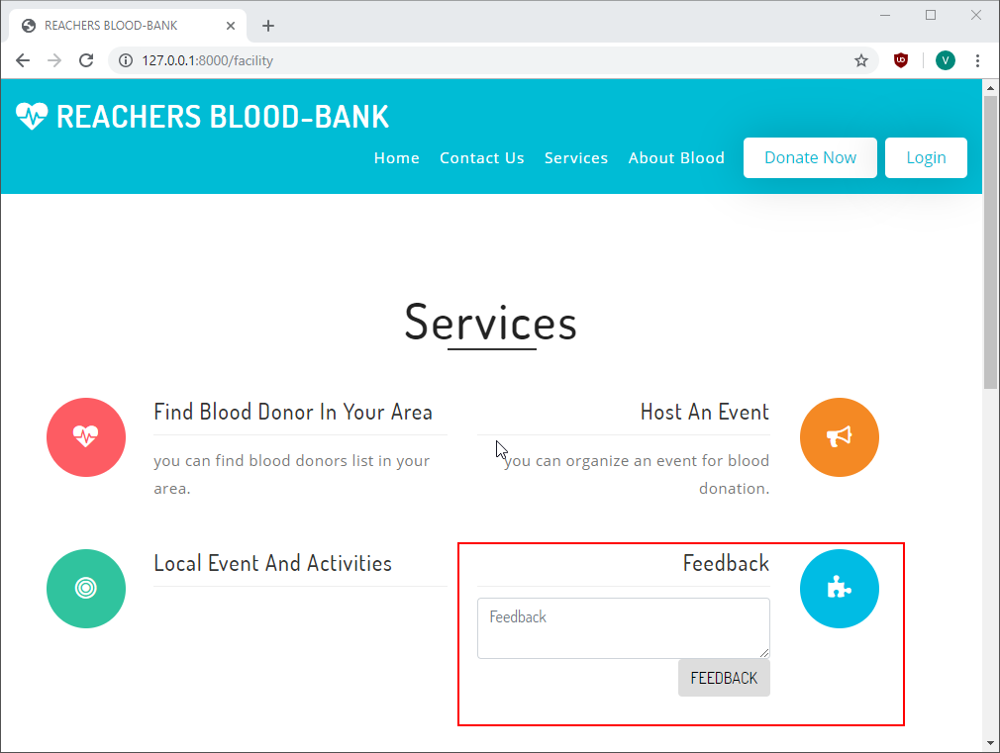 REACHERS BLOOD-BANK
127.0.0.1:8000/facility
UD
V
REACHERS BLOOD-BANK
Home Contact Us Services About Blood Donate Now Login
Services
Find Blood Donor In Your Area
you can find blood donors list in your
area.
Host An Event
you can organize an event for blood
donation.
Local Event And Activities
Feedback
Feedback
FEEDBACK